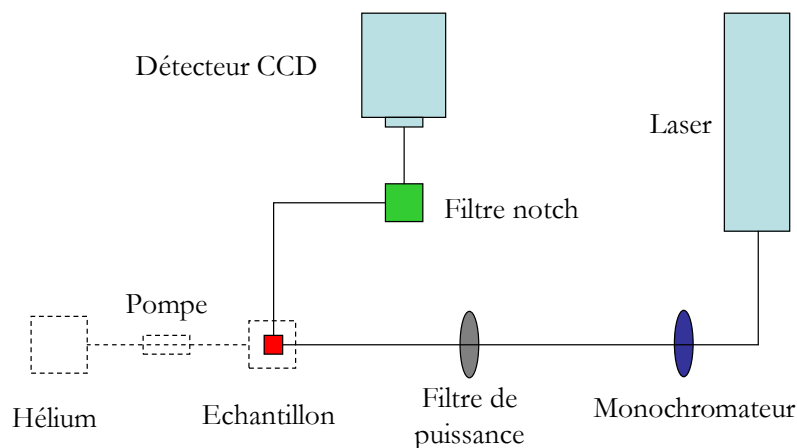 Détecteur CCD
Laser
Filtre notch
Pompe
Hélium
Echantillon
Filtre de
puissance
Monochromateur